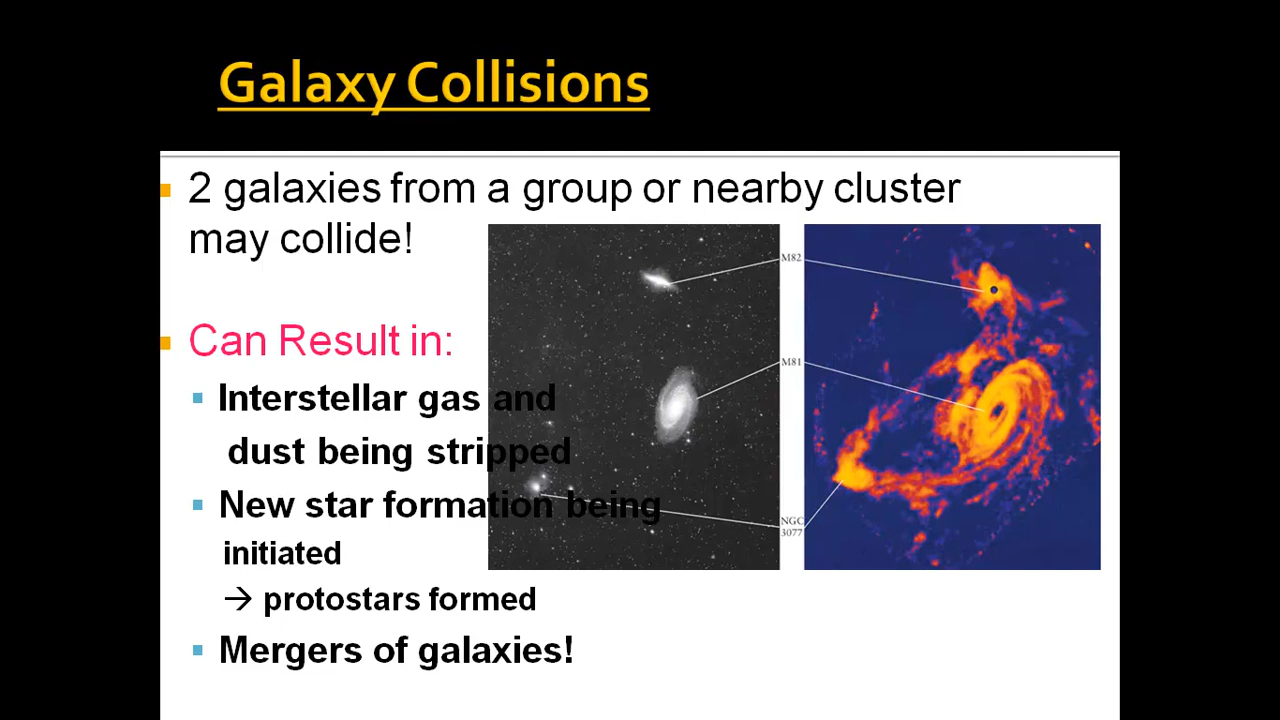 Galaxy Collisions
2 galaxies from a group or nearby cluster
may collide!
Can Result in:
Interstellar gas and
dust being stripped
New star formation being
initiated
→ protostars formed
Mergers of galaxies!
M82
M81
NGC
3077